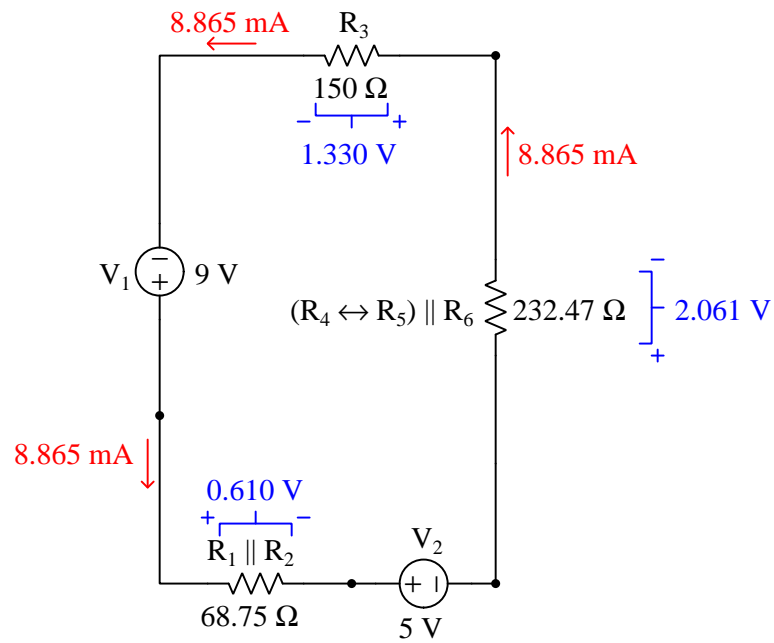 8.865 mA
R₃
150 Ω
− +
1.330 V
8.865 mA
V₁ − + 9 V
(R₄ ↔ R₅) || R₆ 232.47 Ω
−
2.061 V
+
8.865 mA
0.610 V
+ −
R₁ || R₂
68.75 Ω
V₂
+ −
5 V